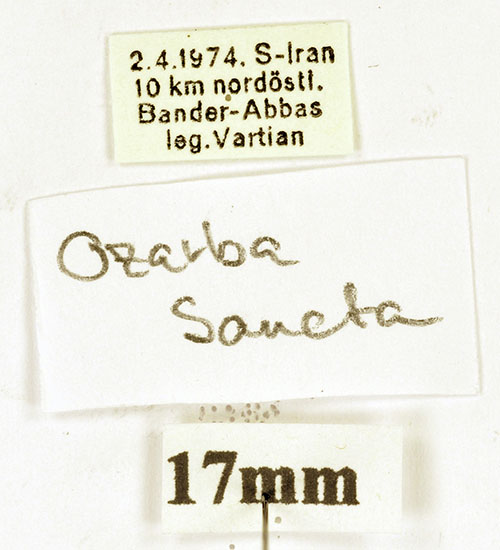 2.4.1974. S-Iran
10 km nordöstl.
Bander-Abbas
leg. Vartian
Ozarba
Sancta
17mm